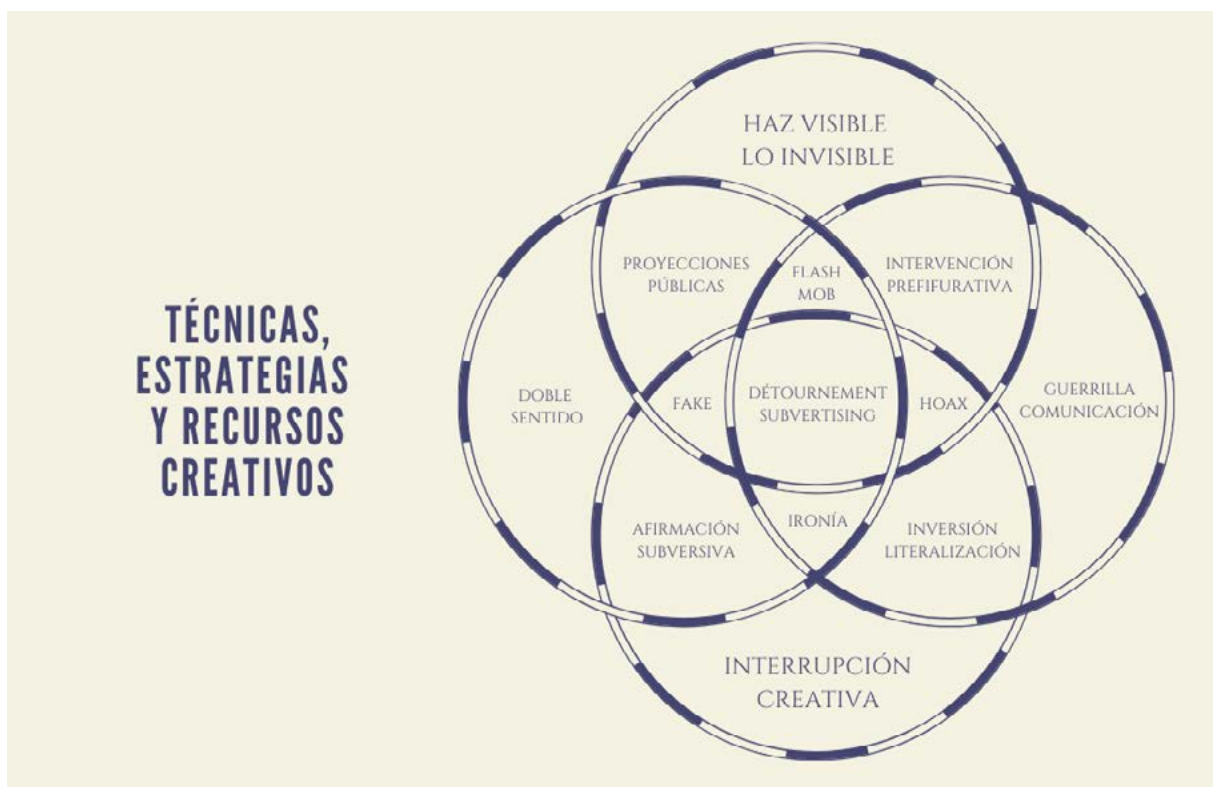 TÉCNICAS,
ESTRATEGIAS
Y RECURSOS
CREATIVOS
HAZ VISIBLE
LO INVISIBLE
PROYECCIONES
PÚBLICAS
FLASH
MOB
INTERVENCIÓN
PREFIFURATIVA
DOBLE
SENTIDO
FAKE
DÉTOURNEMENT
SUBVERTISING
HOAX
GUERRILLA
COMUNICACIÓN
AFIRMACIÓN
SUBVERSIVA
IRONÍA
INVERSIÓN
LITERALIZACIÓN
INTERRUPCIÓN
CREATIVA